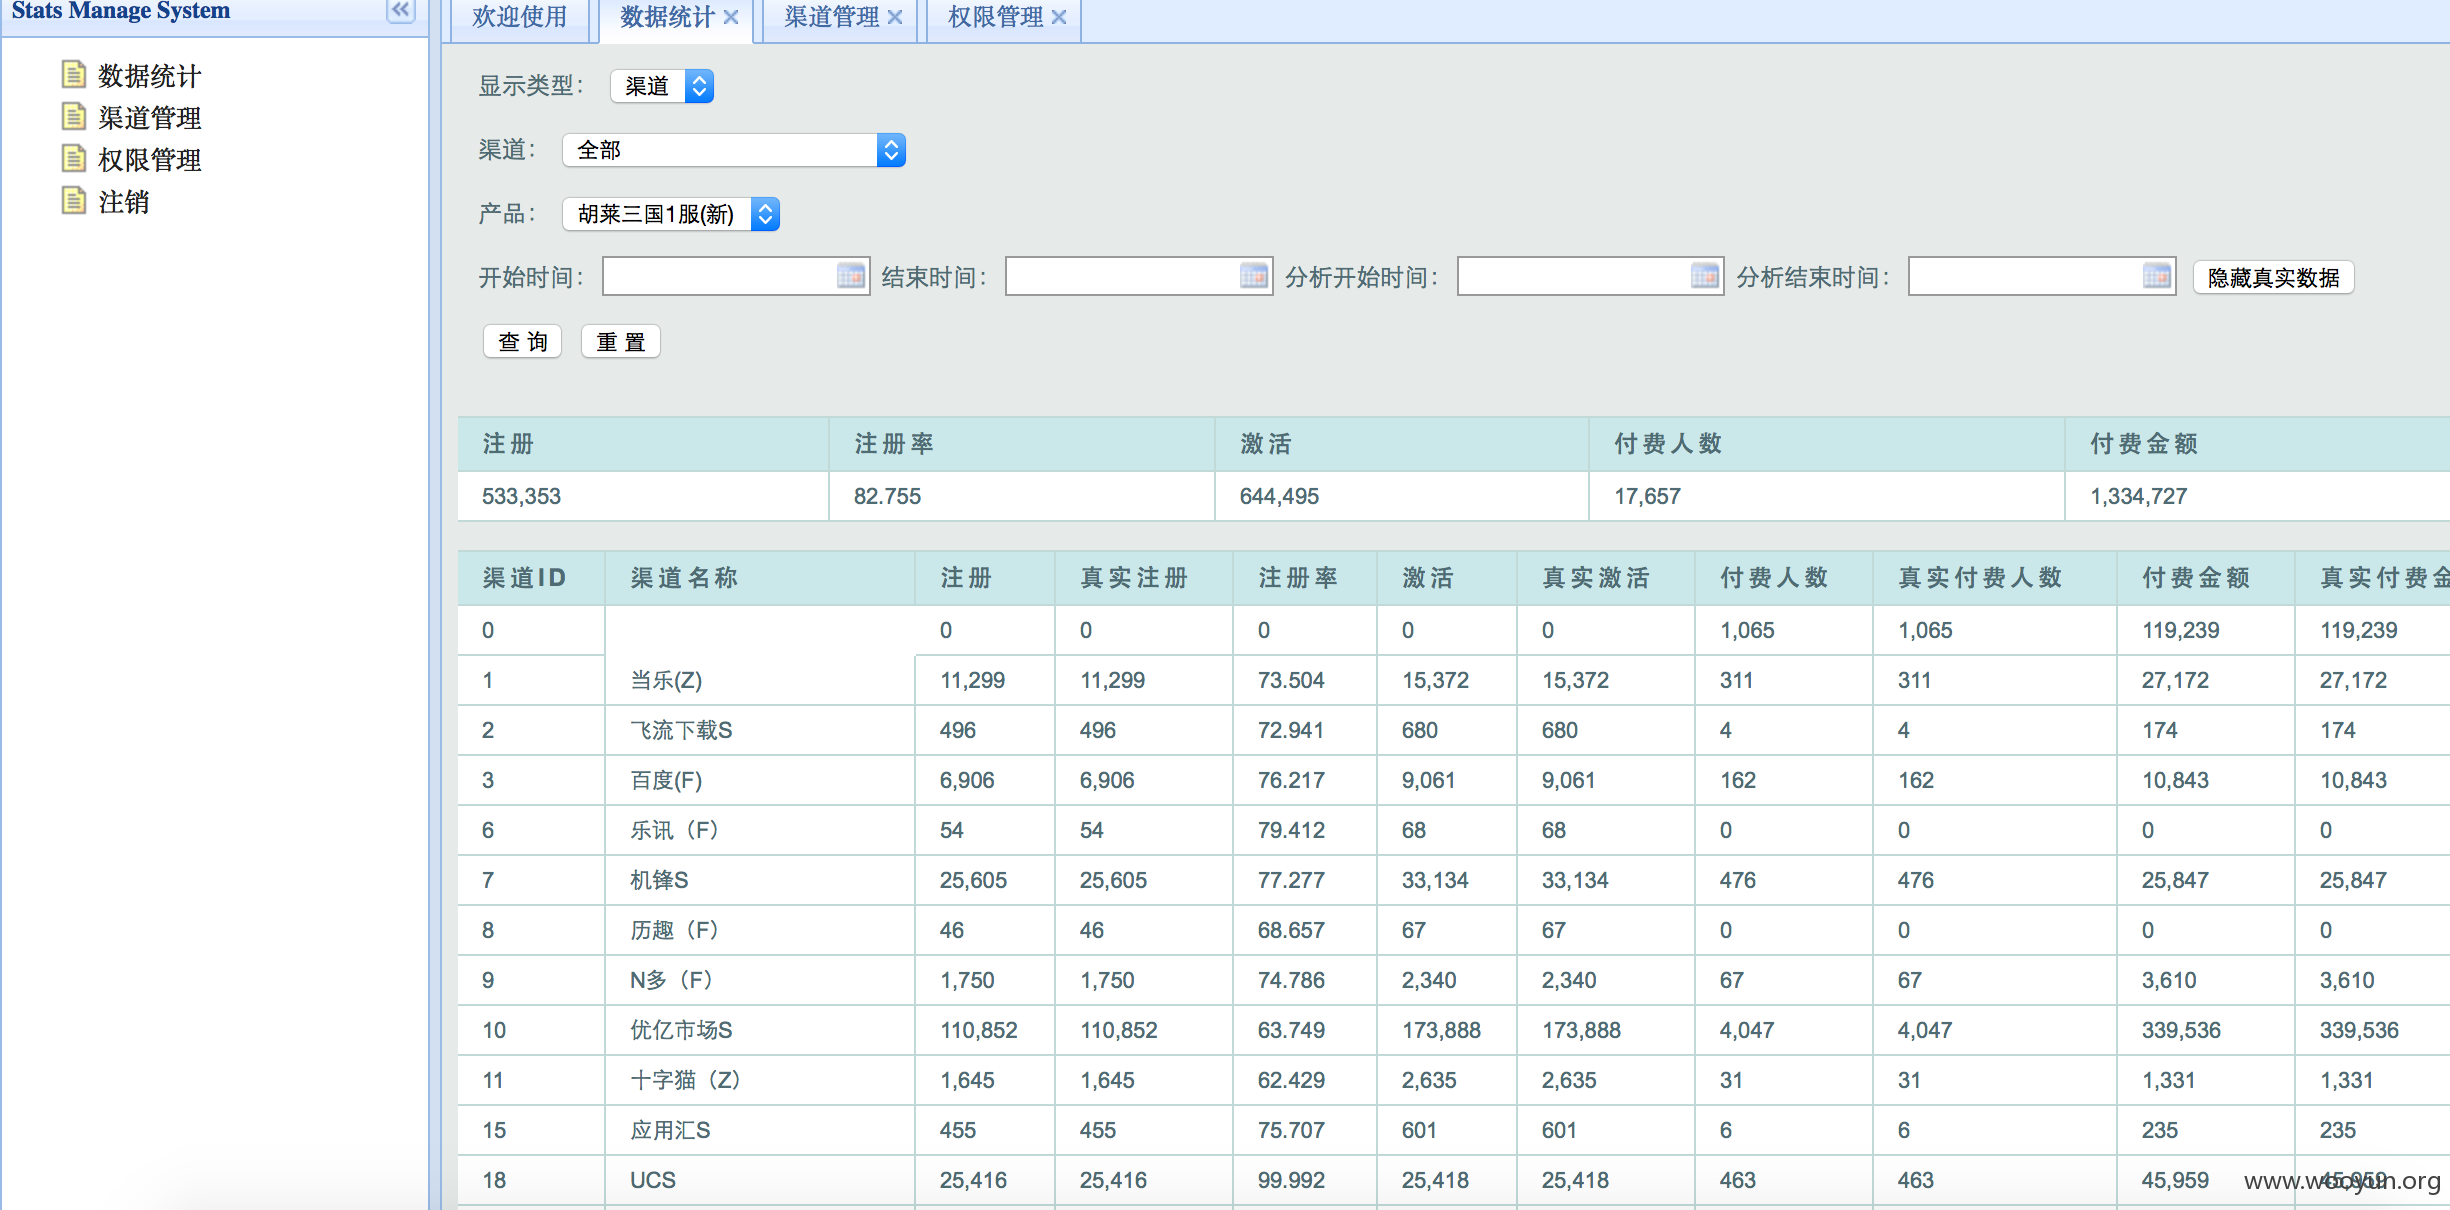 Stats Manage System
数据统计
渠道管理
权限管理
注销
欢迎使用 数据统计 渠道管理 权限管理
显示类型： 渠道
渠道： 全部
产品： 胡莱三国1服(新)
开始时间： 结束时间： 分析开始时间： 分析结束时间： 隐藏真实数据
查 询 重 置
注册 注册率 激活 付费人数 付费金额
533,353 82.755 644,495 17,657 1,334,727
渠道ID 渠道名称 注册 真实注册 注册率 激活 真实激活 付费人数 真实付费人数 付费金额 真实付费金
0 0 0 0 0 0 1,065 1,065 119,239 119,239
1 当乐(Z) 11,299 11,299 73.504 15,372 15,372 311 311 27,172 27,172
2 飞流下载S 496 496 72.941 680 680 4 4 174 174
3 百度(F) 6,906 6,906 76.217 9,061 9,061 162 162 10,843 10,843
6 乐讯（F） 54 54 79.412 68 68 0 0 0 0
7 机锋S 25,605 25,605 77.277 33,134 33,134 476 476 25,847 25,847
8 历趣（F） 46 46 68.657 67 67 0 0 0 0
9 N多（F） 1,750 1,750 74.786 2,340 2,340 67 67 3,610 3,610
10 优亿市场S 110,852 110,852 63.749 173,888 173,888 4,047 4,047 339,536 339,536
11 十字猫（Z） 1,645 1,645 62.429 2,635 2,635 31 31 1,331 1,331
15 应用汇S 455 455 75.707 601 601 6 6 235 235
18 UCS 25,416 25,416 99.992 25,418 25,418 463 463 45,959 45,959
www.wooyun.org